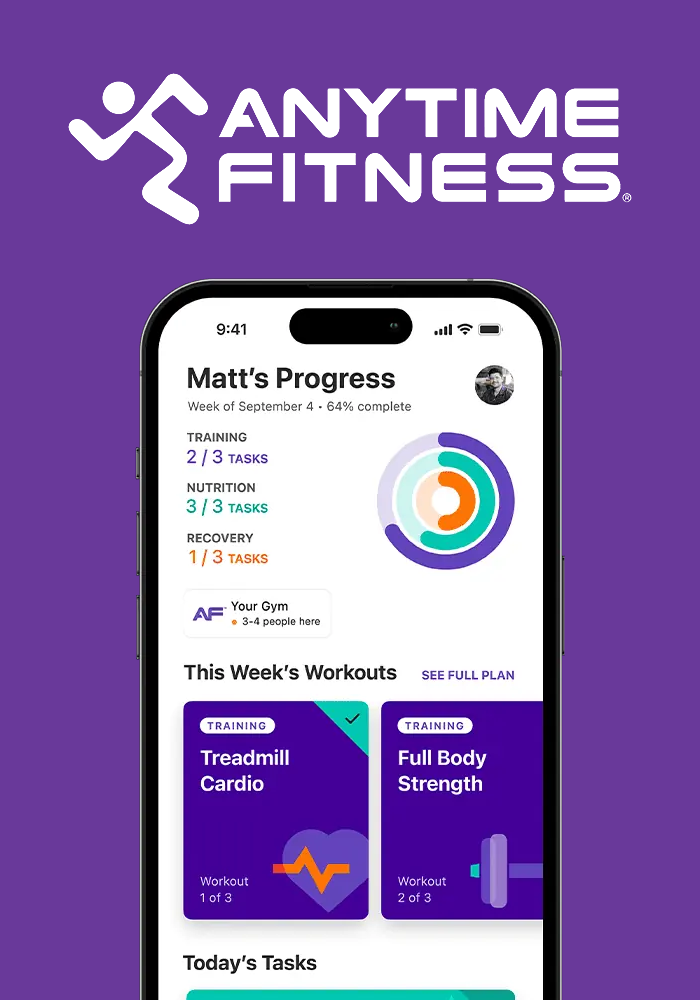 ANYTIME
FITNESS®
9:41
Matt's Progress
Week of September 4 • 64% complete
TRAINING
2 / 3 TASKS
NUTRITION
3 / 3 TASKS
RECOVERY
1 / 3 TASKS
AF Your Gym
3-4 people here
This Week's Workouts SEE FULL PLAN
TRAINING
Treadmill
Cardio
Workout
1 of 3
TRAINING
Full Body
Strength
Workout
2 of 3
Today's Tasks